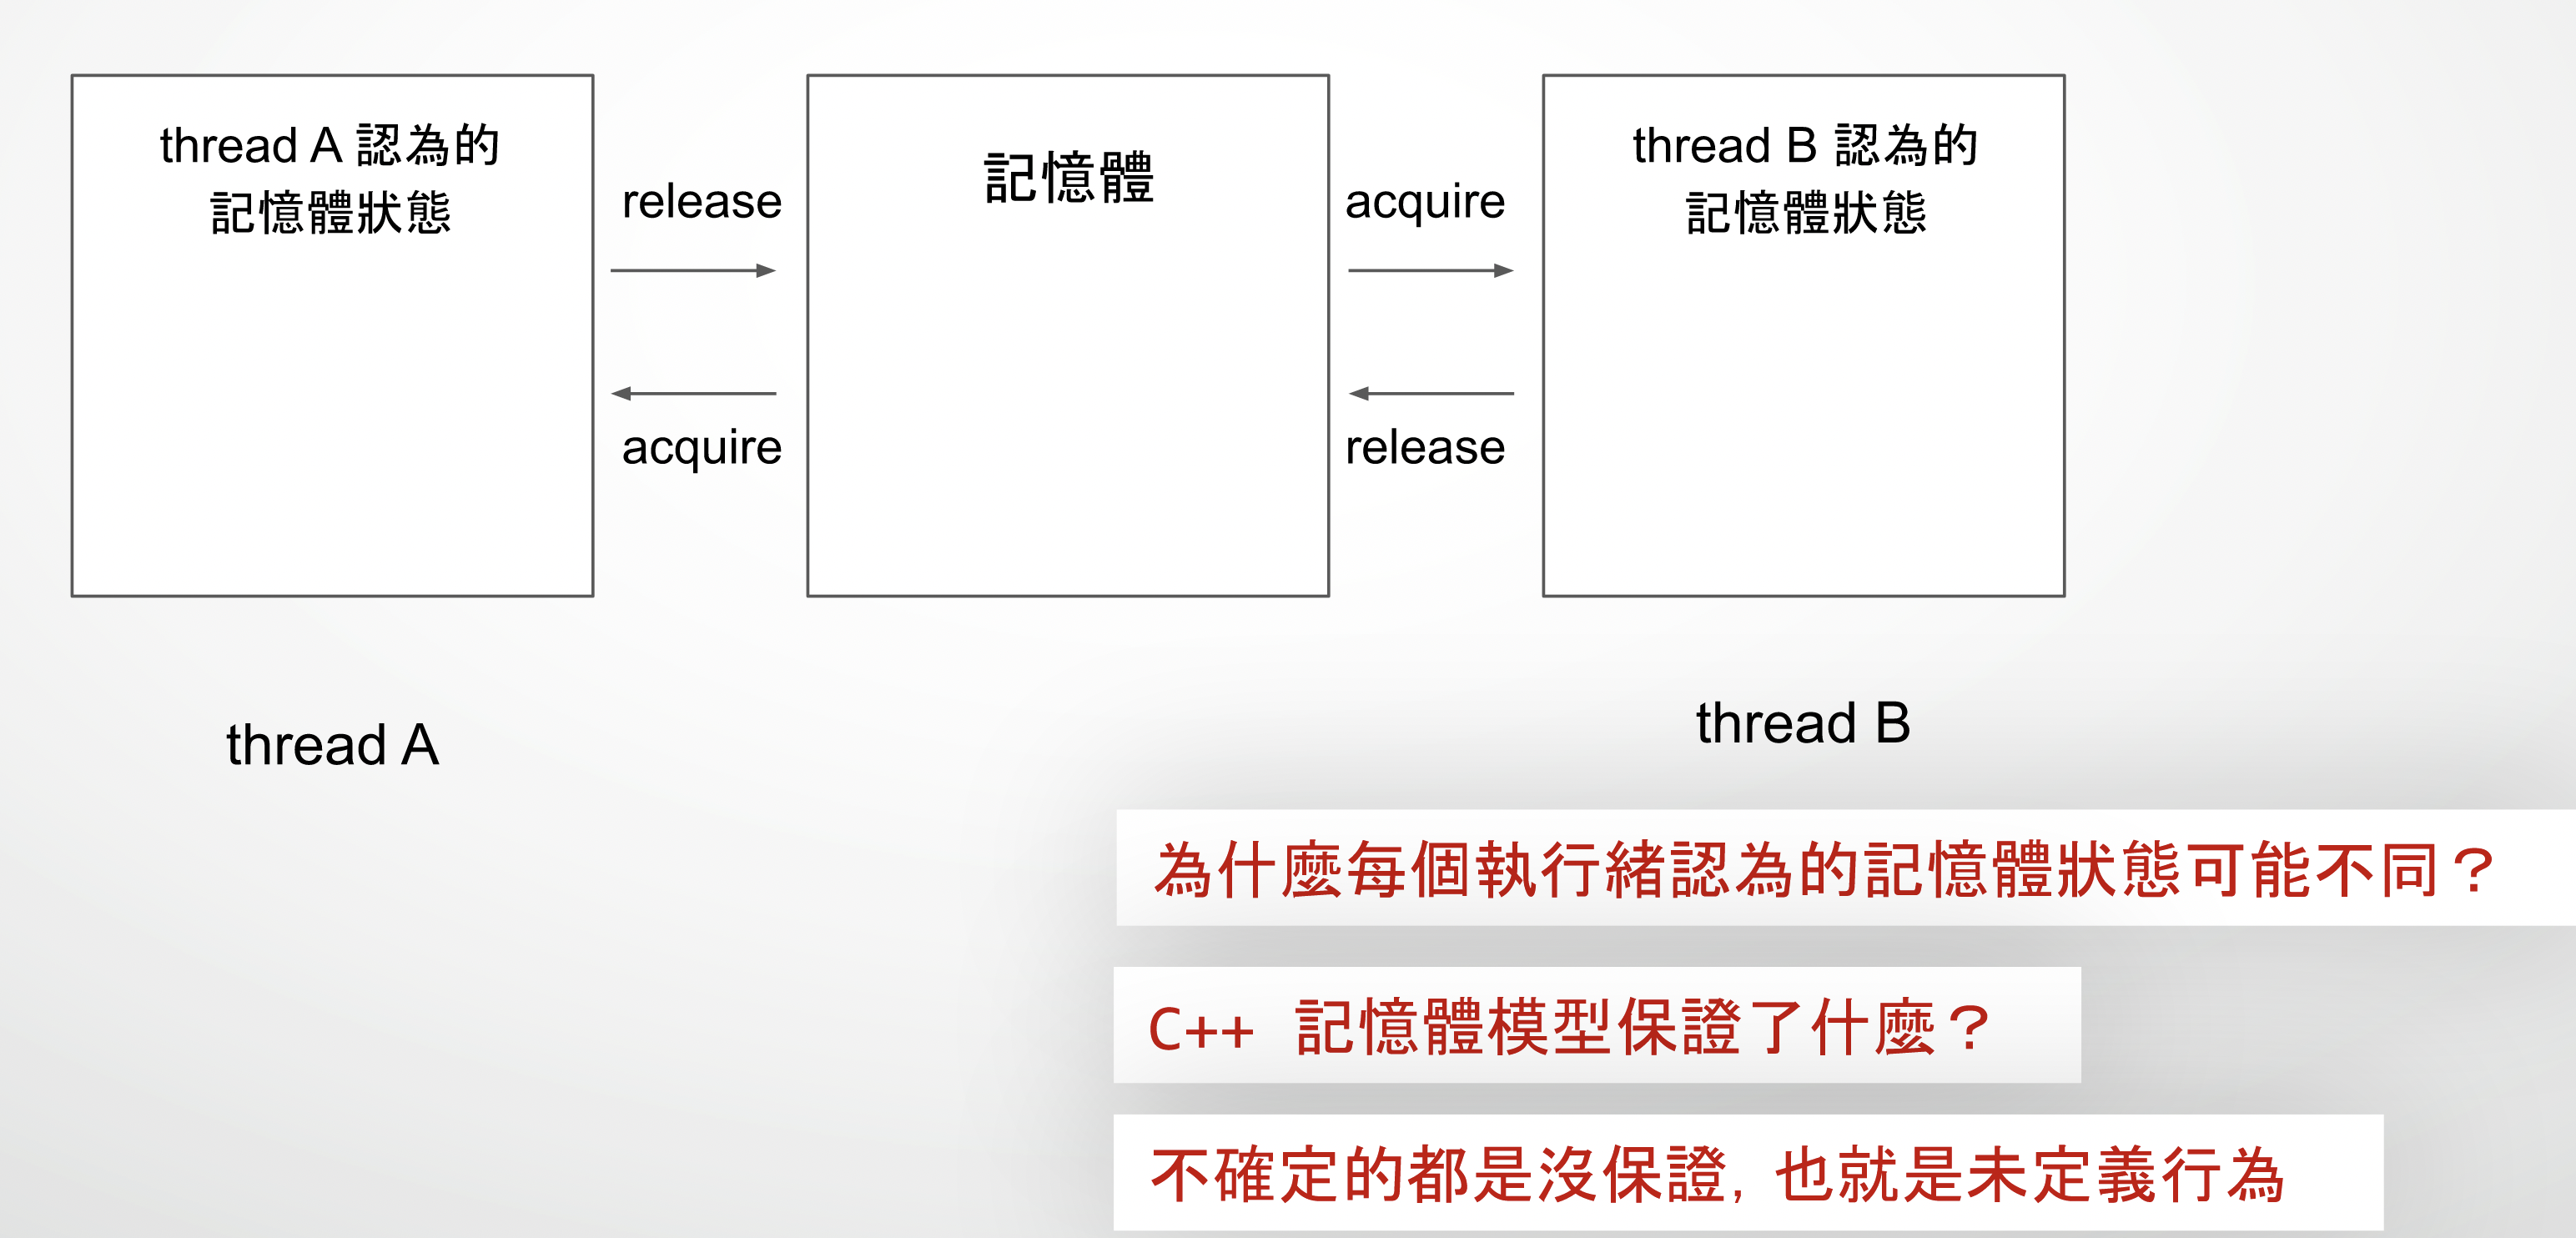 thread A 認為的
記憶體狀態
release
acquire
記憶體
acquire
release
thread B 認為的
記憶體狀態
thread A
thread B
為什麼每個執行緒認為的記憶體狀態可能不同？
C++ 記憶體模型保證了什麼？
不確定的都是沒保證, 也就是未定義行為